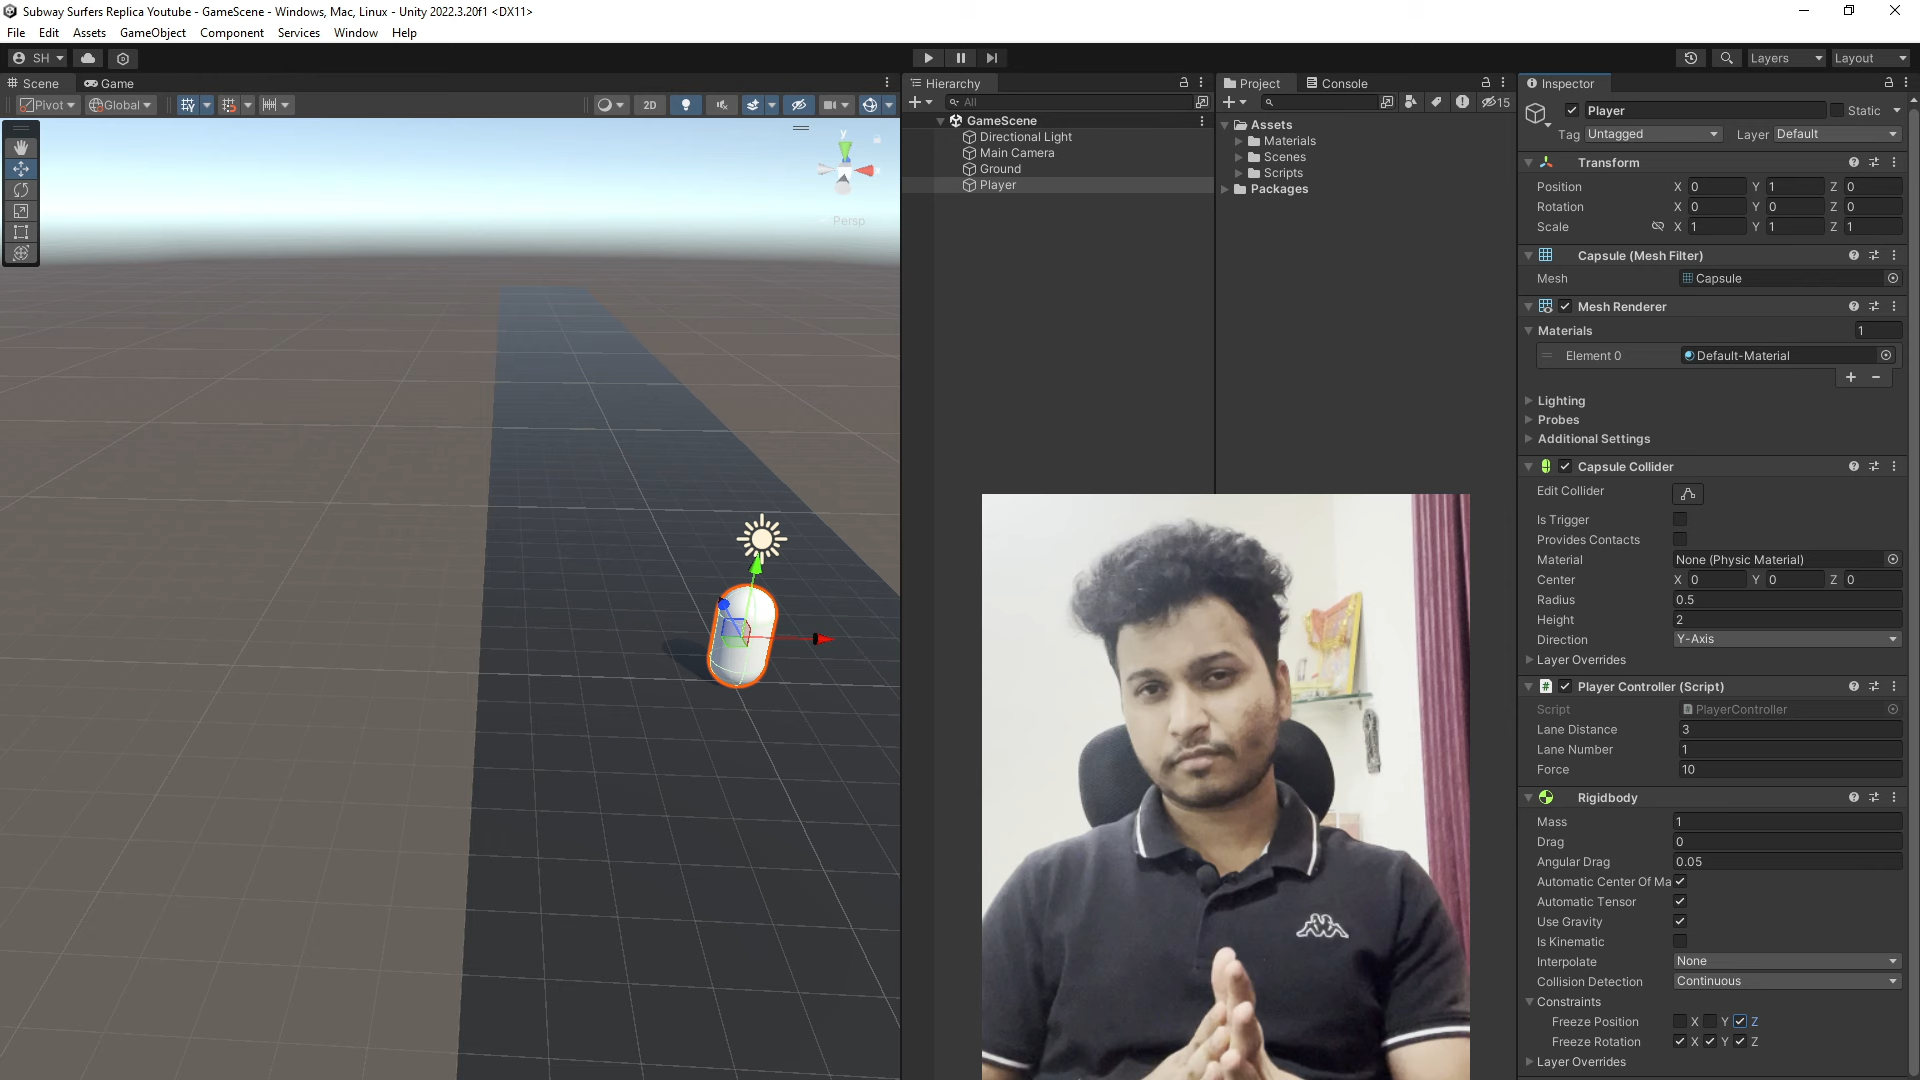 Subway Surfers Replica Youtube - GameScene - Windows, Mac, Linux - Unity 2022.3.20f1 <DX11>
File Edit Assets GameObject Component Services Window Help
SH Layers Layout
Scene Game
Pivot Global 2D
y
Persp
Hierarchy
All
GameScene
Directional Light
Main Camera
Ground
Player
Project Console
15
Assets
Materials
Scenes
Scripts
Packages
Inspector
Player Static
Tag Untagged Layer Default
Transform
Position X 0 Y 1 Z 0
Rotation X 0 Y 0 Z 0
Scale X 1 Y 1 Z 1
Capsule (Mesh Filter)
Mesh Capsule
Mesh Renderer
Materials 1
Element 0 Default-Material
Lighting
Probes
Additional Settings
Capsule Collider
Edit Collider
Is Trigger
Provides Contacts
Material None (Physic Material)
Center X 0 Y 0 Z 0
Radius 0.5
Height 2
Direction Y-Axis
Layer Overrides
Player Controller (Script)
Script PlayerController
Lane Distance 3
Lane Number 1
Force 10
Rigidbody
Mass 1
Drag 0
Angular Drag 0.05
Automatic Center Of Ma
Automatic Tensor
Use Gravity
Is Kinematic
Interpolate None
Collision Detection Continuous
Constraints
Freeze Position X Y Z
Freeze Rotation X Y Z
Layer Overrides